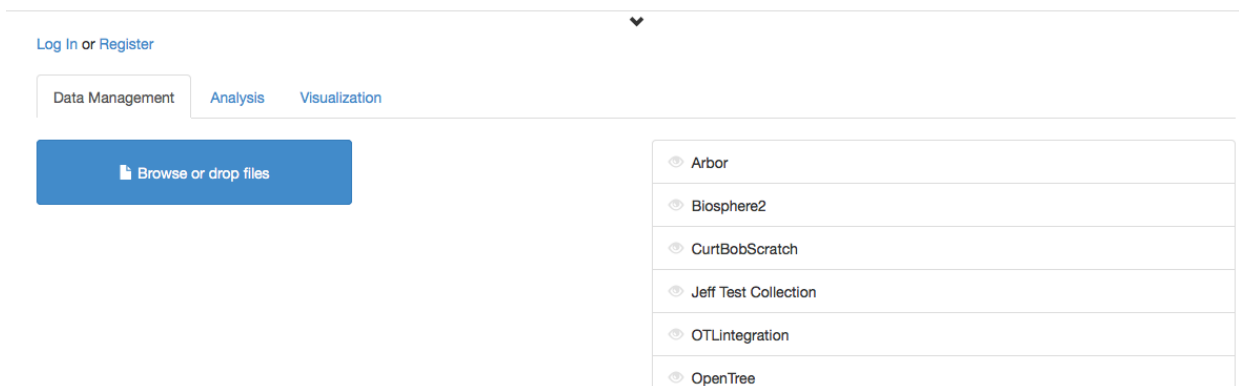 Log In or Register
Data Management Analysis Visualization
Browse or drop files
Arbor
Biosphere2
CurtBobScratch
Jeff Test Collection
OTLintegration
OpenTree